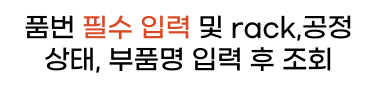 품번 필수 입력 및 rack,공정
상태, 부품명 입력 후 조회